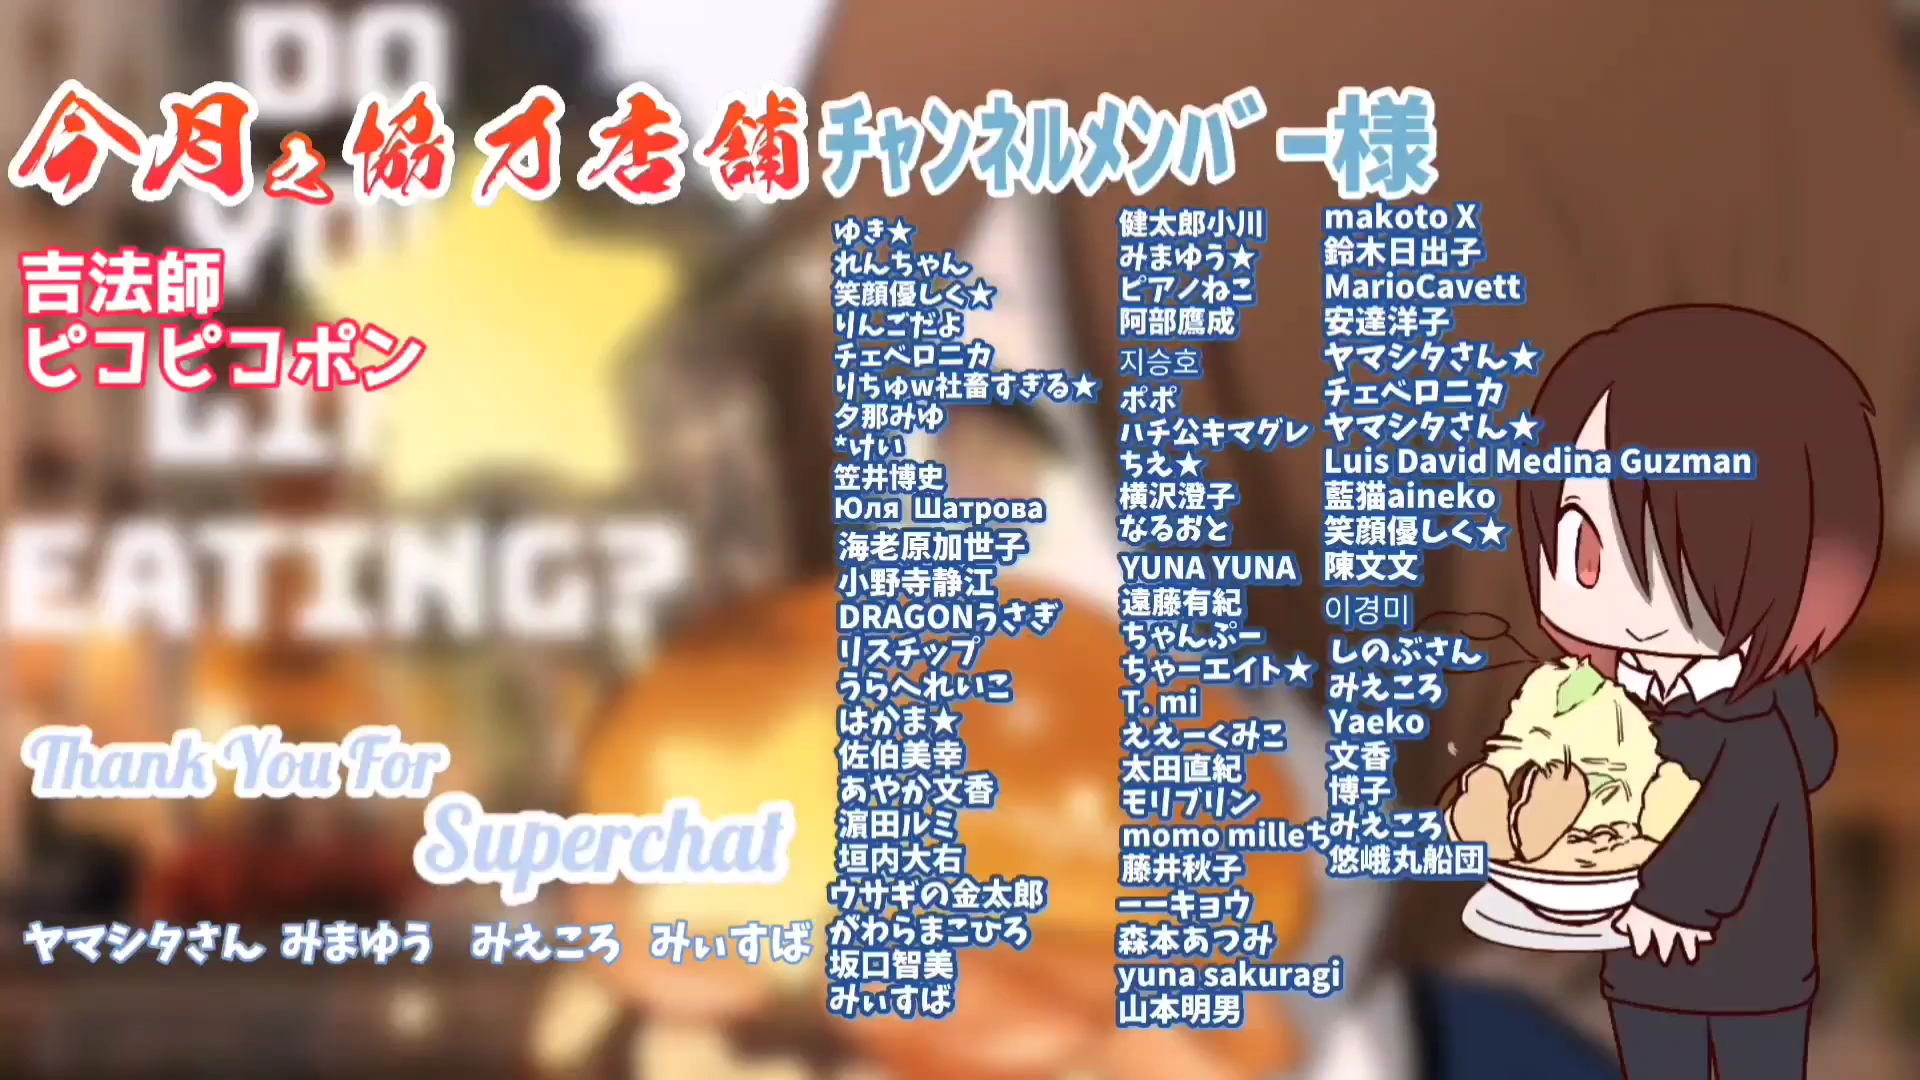 DO
YOU
LIKE
EATING?
今月之協力店舗
吉法師
ピコピコポン
Thank You For
Superchat
ヤマシタさん みまゆう みえころ みぃすば
チャンネルメンバー様
ゆき★
れんちゃん
笑顔優しく★
りんごだよ
チェベロニカ
りちゅw社畜すぎる★
夕那みゆ
*けい
笠井博史
Юля Шатрова
海老原加世子
小野寺静江
DRAGONうさぎ
リスチップ
うらへれいこ
はかま★
佐伯美幸
あやか文香
濵田ルミ
垣内大右
ウサギの金太郎
がわらまこひろ
坂口智美
みぃすば
健太郎小川
みまゆう★
ピアノねこ
阿部鷹成
지승호
ポポ
ハチ公キマグレ
ちえ★
横沢澄子
なるおと
YUNA YUNA
遠藤有紀
ちゃんぷー
ちゃーエイト★
T. mi
ええーくみこ
太田直紀
モリブリン
momo milleち
藤井秋子
ーーキョウ
森本あつみ
yuna sakuragi
山本明男
makoto X
鈴木日出子
MarioCavett
安達洋子
ヤマシタさん★
チェベロニカ
ヤマシタさん★
Luis David Medina Guzman
藍猫aineko
笑顔優しく★
陳文文
이경미
しのぶさん
みえころ
Yaeko
文香
博子
みえころ
悠峨丸船団